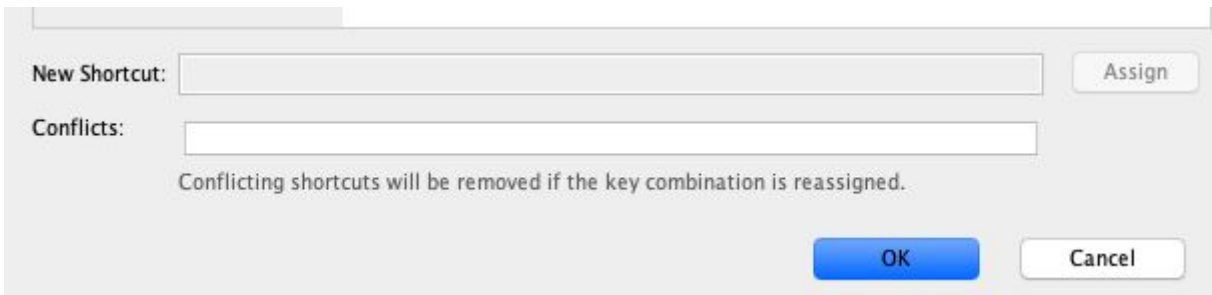 New Shortcut:
Assign
Conflicts:
Conflicting shortcuts will be removed if the key combination is reassigned.
OK
Cancel